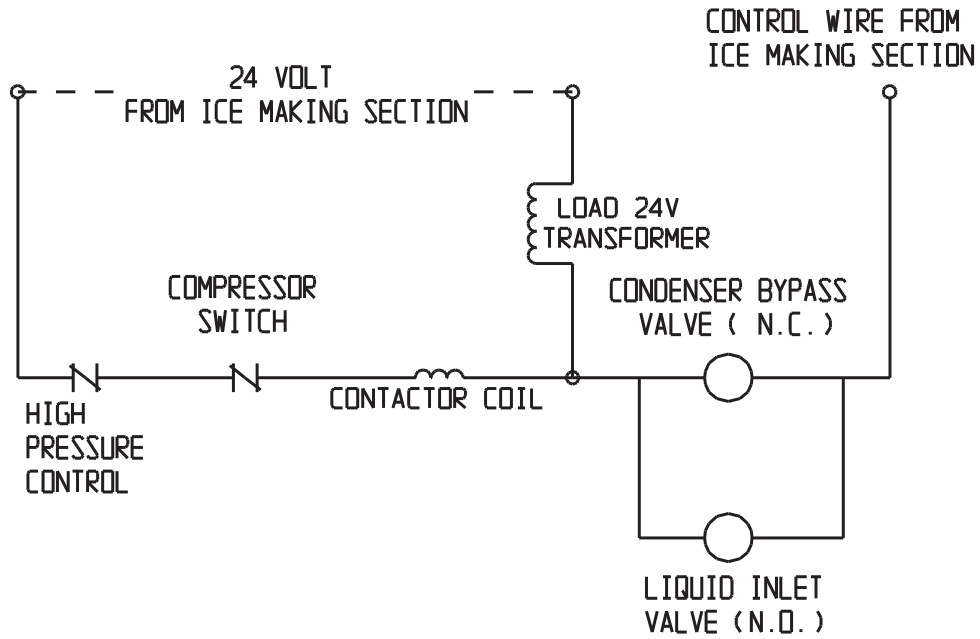 CONTROL WIRE FROM
ICE MAKING SECTION
24 VOLT
FROM ICE MAKING SECTION
LOAD 24V
TRANSFORMER
COMPRESSOR
SWITCH
CONDENSER BYPASS
VALVE ( N.C. )
CONTACTOR COIL
HIGH
PRESSURE
CONTROL
LIQUID INLET
VALVE (N.O.)